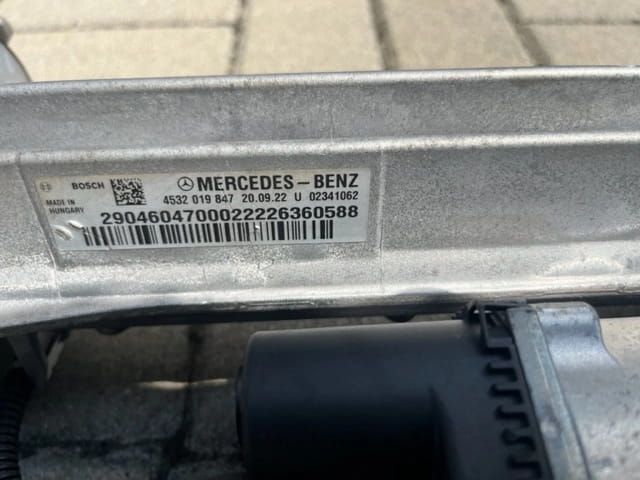 BOSCH MERCEDES-BENZ
MADE IN HUNGARY 4532 019 847 20.09.22 U 02341062
2904604700022226360588